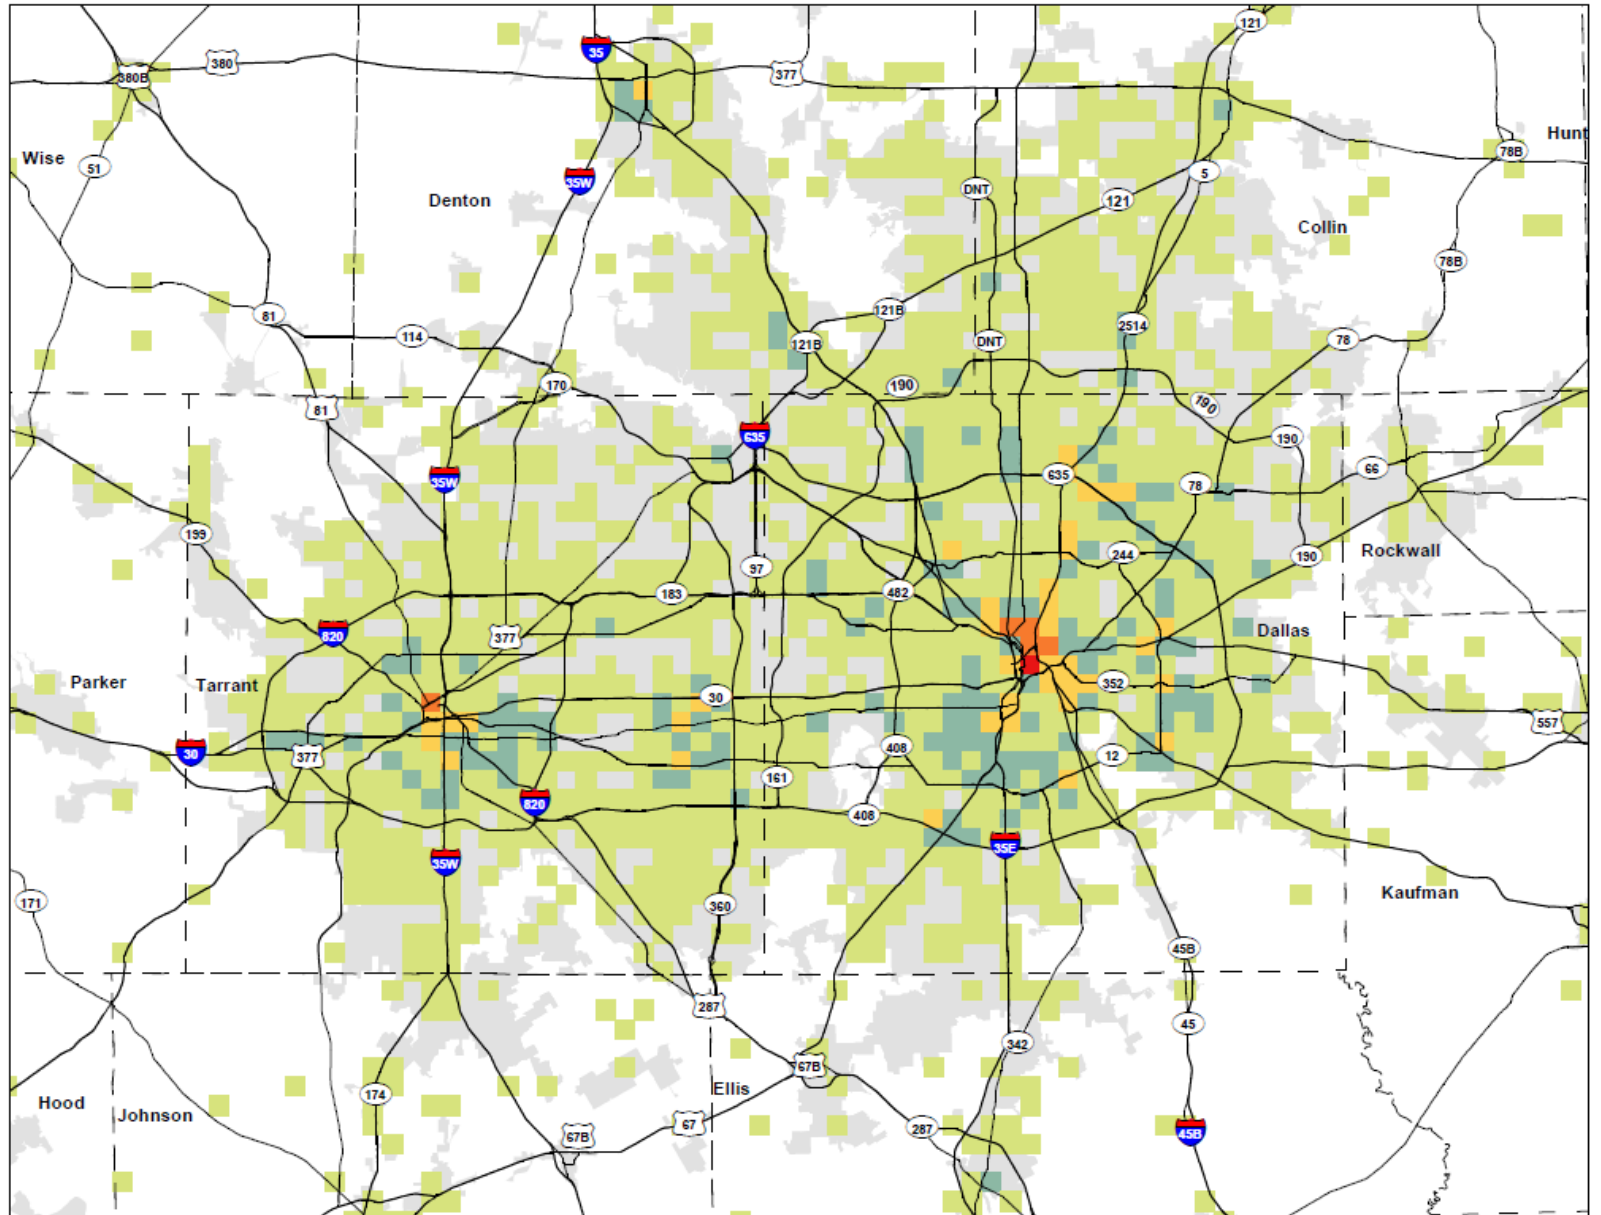 121
35
380
377
380B
Hunt
78B
Wise
51
5
35W
DNT
121
Denton
Collin
78B
121B
81
2514
114
DNT
78
121B
170
190
190
81
635
190
66
635
35W
78
199
Rockwall
244
190
97
183
482
820
377
Dallas
Parker
Tarrant
352
30
557
408
30
377
12
161
820
408
35E
35W
Kaufman
171
360
45B
287
45
342
67B
Ellis
174
Hood
Johnson
67
287
67B
45B